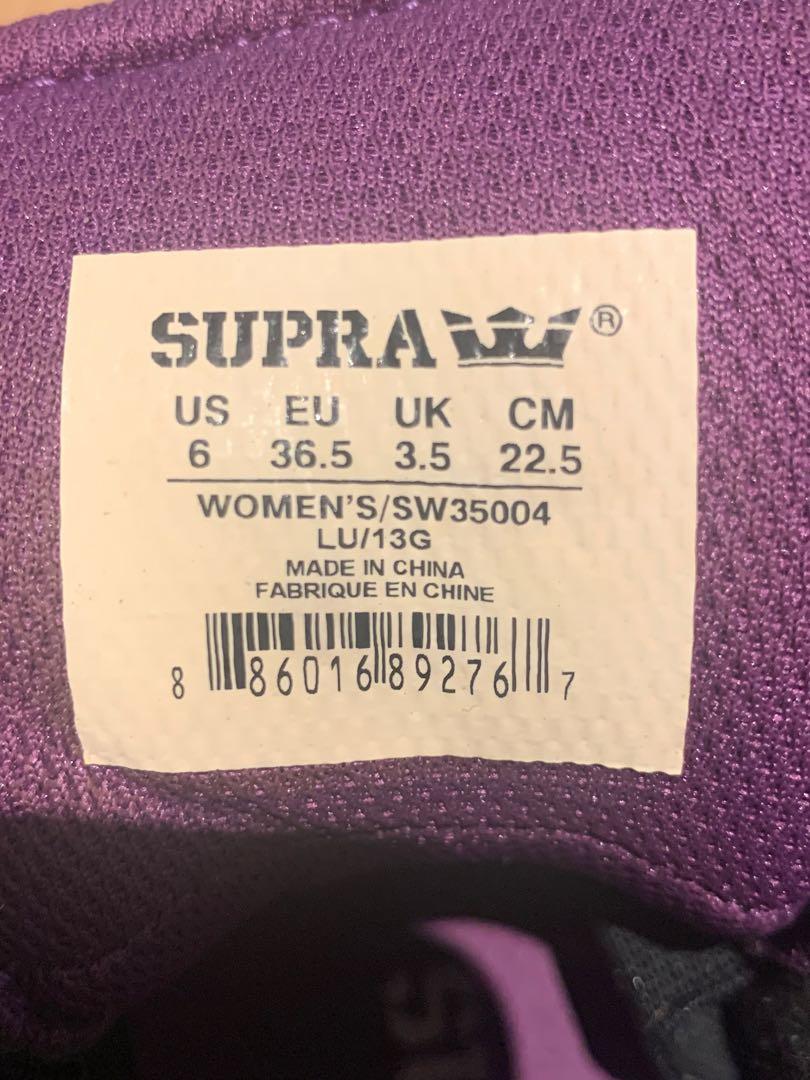 SUPRA ®
US EU UK CM
6 36.5 3.5 22.5
WOMEN'S/SW35004
LU/13G
MADE IN CHINA
FABRIQUE EN CHINE
8 86016 89276 7